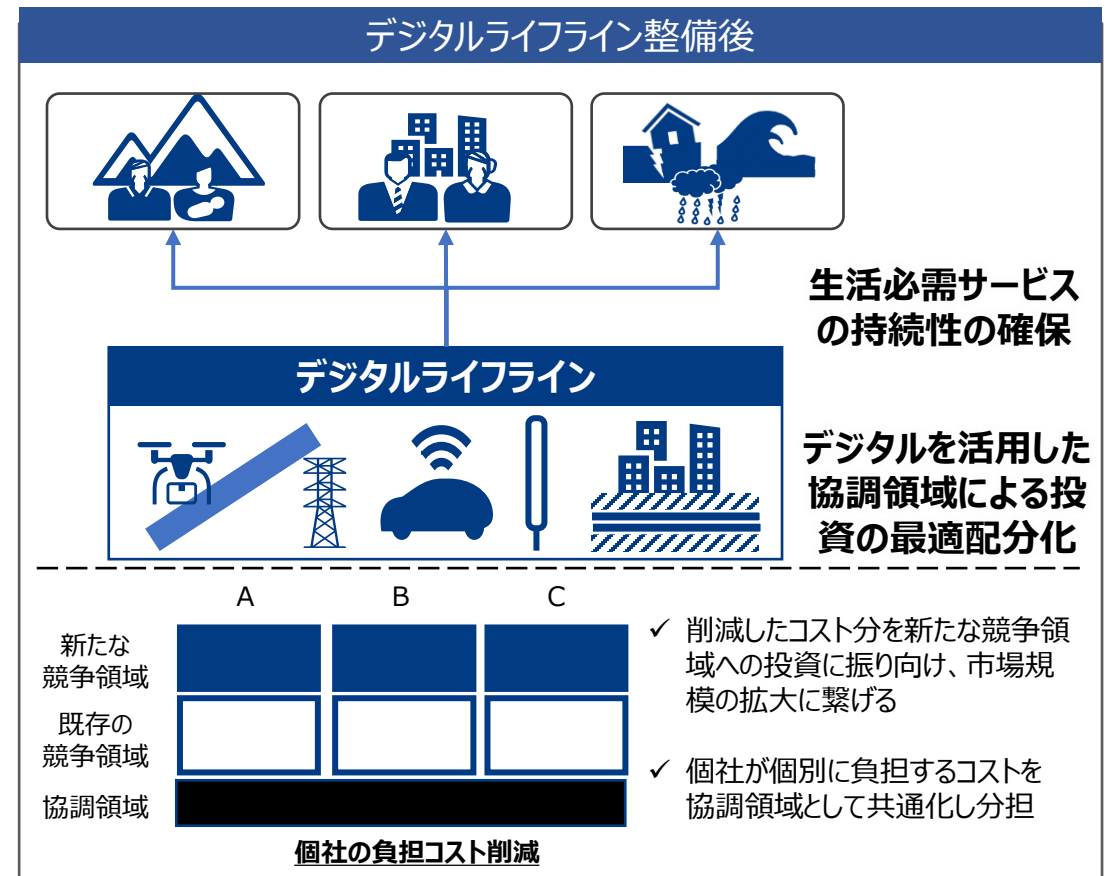 デジタルライフライン整備後
生活必需サービス
の持続性の確保
デジタルライフライン
デジタルを活用した
協調領域による投
資の最適配分化
A B C
新たな
競争領域
既存の
競争領域
協調領域
個社の負担コスト削減
✓ 削減したコスト分を新たな競争領
域への投資に振り向け、市場規
模の拡大に繋げる
✓ 個社が個別に負担するコストを
協調領域として共通化し分担